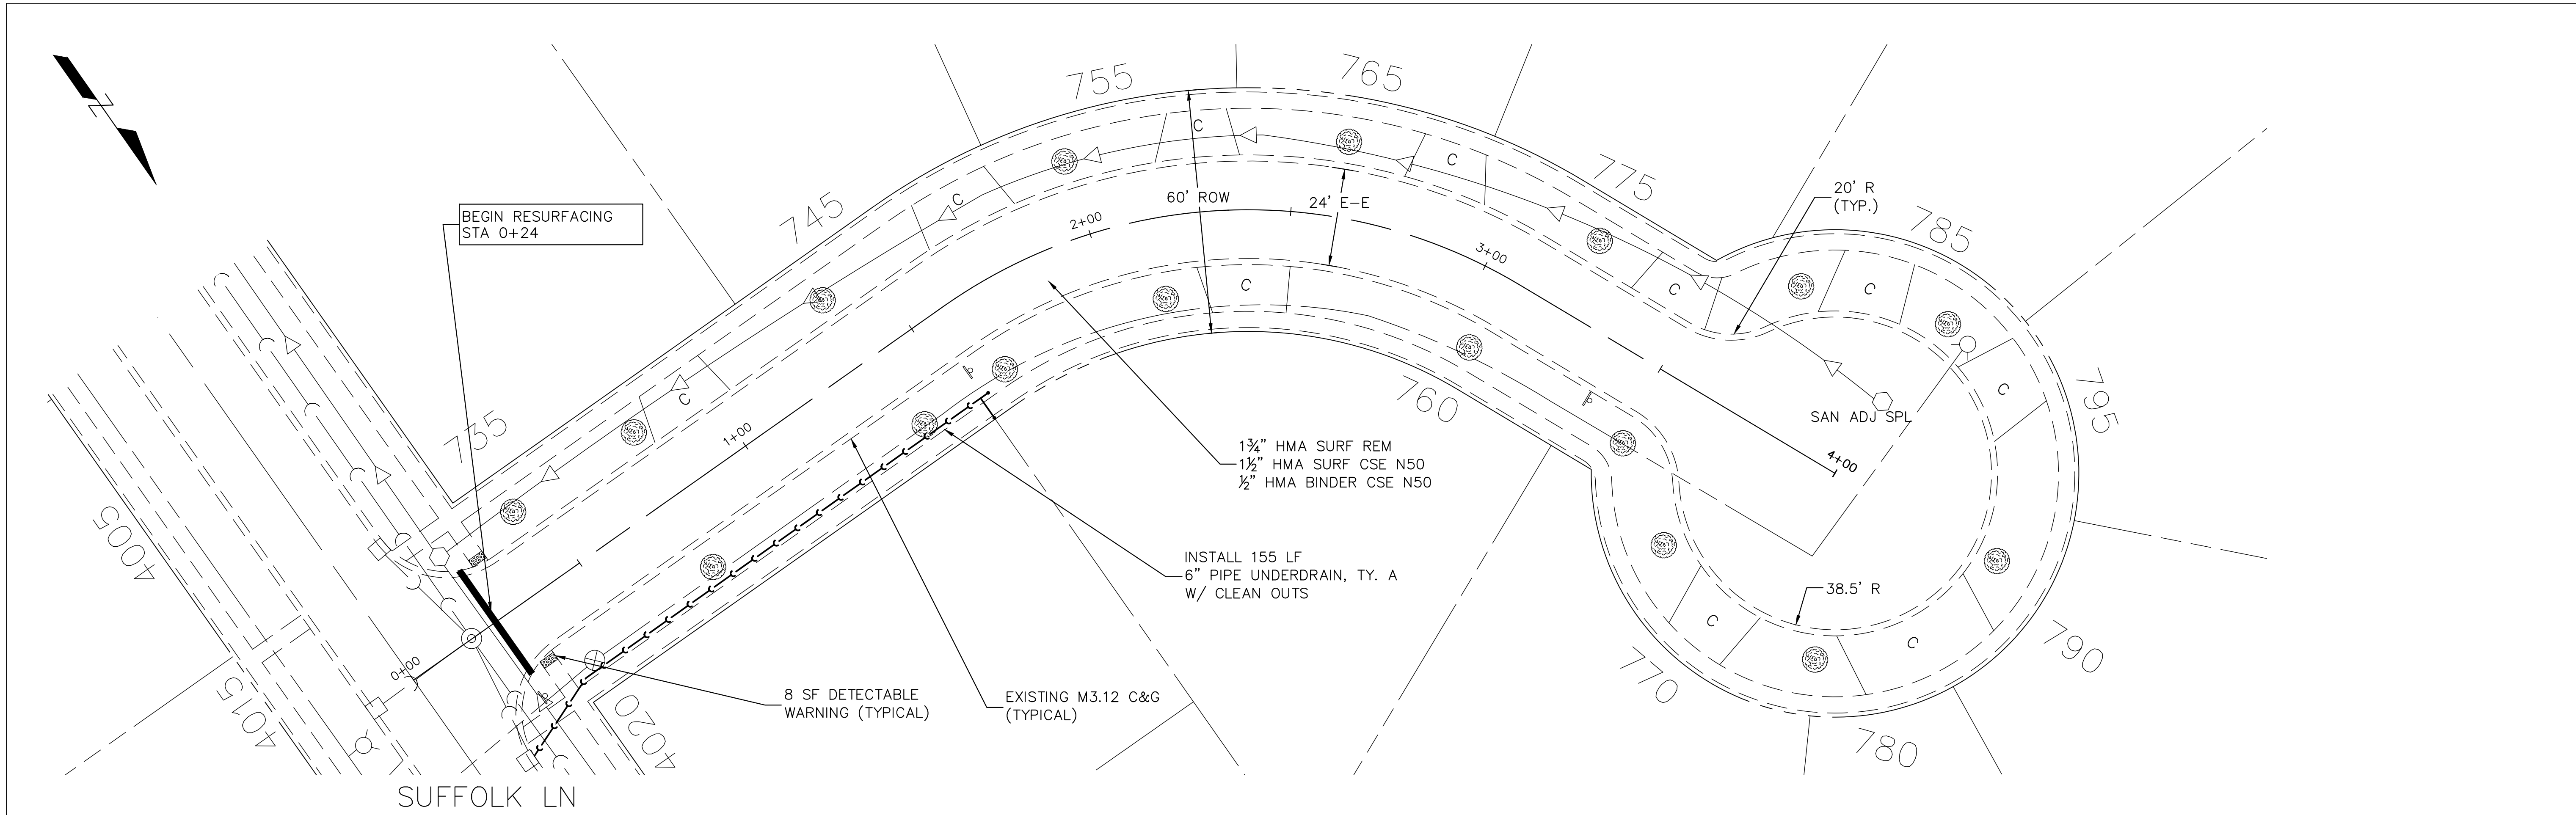 N
755
765
775
785
795
745
735
BEGIN RESURFACING
STA 0+24
C
C
C
60' ROW
24' E-E
20' R
(TYP.)
2+00
3+00
C
C
C
C
C
1+00
760
SAN ADJ SPL
4+00
1¾" HMA SURF REM
1½" HMA SURF CSE N50
½" HMA BINDER CSE N50
INSTALL 155 LF
6" PIPE UNDERDRAIN, TY. A
W/ CLEAN OUTS
38.5' R
C
C
4005
0+00
4015
4020
8 SF DETECTABLE
WARNING (TYPICAL)
EXISTING M3.12 C&G
(TYPICAL)
770
780
790
SUFFOLK LN